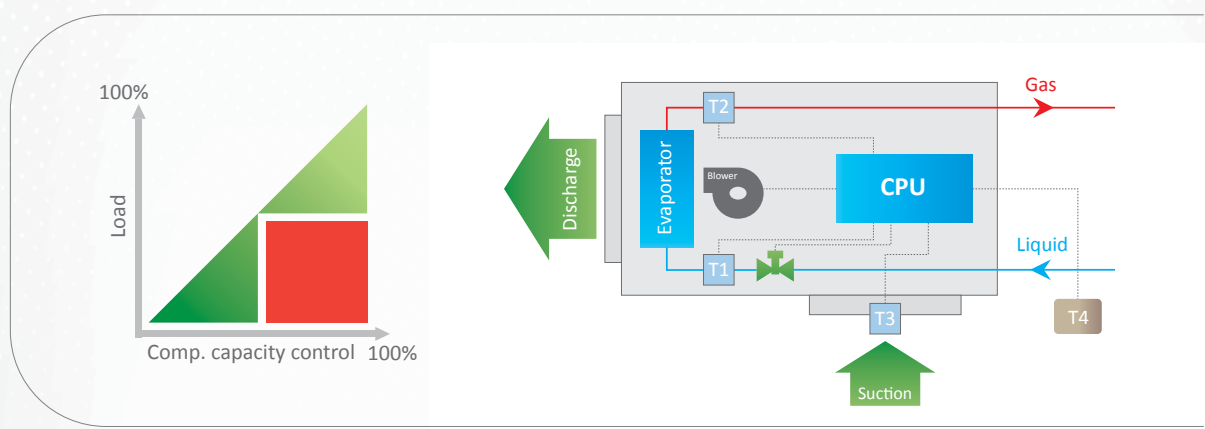 100%
Load
Comp. capacity control
100%
Discharge
Evaporator
T2
Gas
Blower
CPU
T1
Liquid
T3
T4
Suction